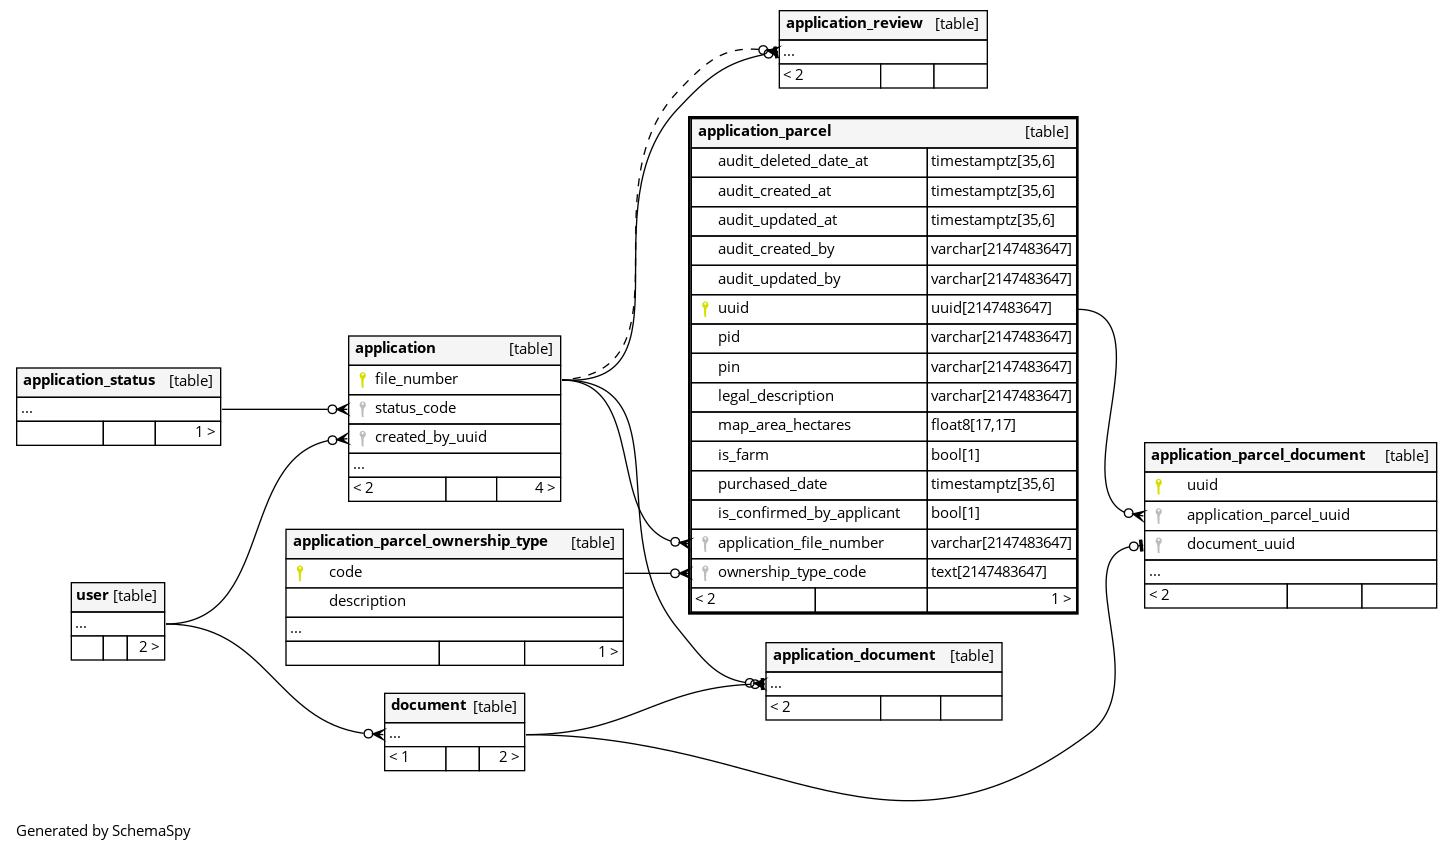 application_review [table]
...
< 2
application_parcel [table]
audit_deleted_date_at timestamptz[35,6]
audit_created_at timestamptz[35,6]
audit_updated_at timestamptz[35,6]
audit_created_by varchar[2147483647]
audit_updated_by varchar[2147483647]
uuid uuid[2147483647]
pid varchar[2147483647]
pin varchar[2147483647]
legal_description varchar[2147483647]
map_area_hectares float8[17,17]
is_farm bool[1]
purchased_date timestamptz[35,6]
is_confirmed_by_applicant bool[1]
application_file_number varchar[2147483647]
ownership_type_code text[2147483647]
< 2 1 >
application [table]
file_number
status_code
created_by_uuid
...
< 2 4 >
application_status [table]
...
1 >
application_parcel_document [table]
uuid
application_parcel_uuid
document_uuid
...
< 2
application_parcel_ownership_type [table]
code
description
...
1 >
user [table]
...
2 >
application_document [table]
...
< 2
document [table]
...
< 1 2 >
Generated by SchemaSpy